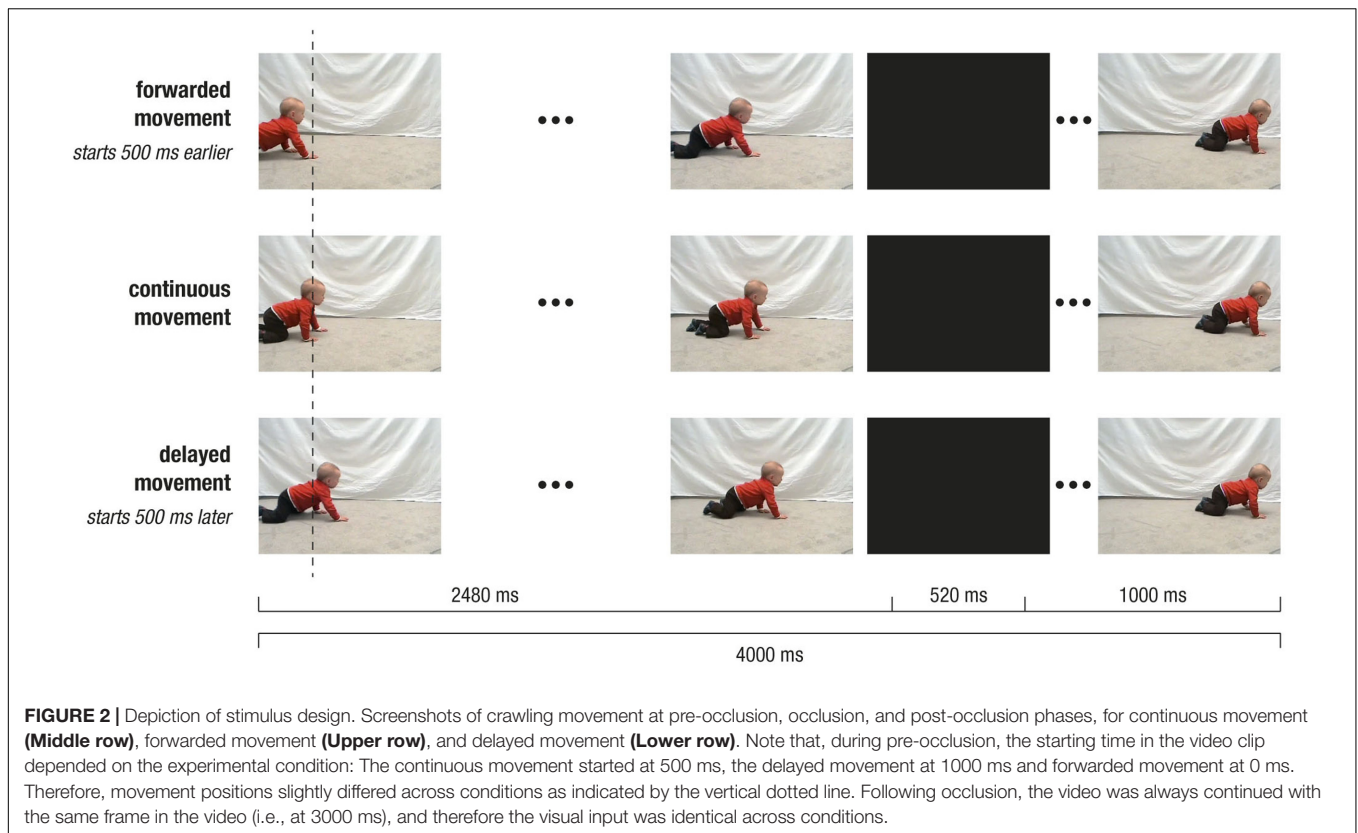 forwarded
movement
starts 500 ms earlier
continuous
movement
delayed
movement
starts 500 ms later
2480 ms
520 ms
1000 ms
4000 ms
FIGURE 2 | Depiction of stimulus design. Screenshots of crawling movement at pre-occlusion, occlusion, and post-occlusion phases, for continuous movement
(Middle row), forwarded movement (Upper row), and delayed movement (Lower row). Note that, during pre-occlusion, the starting time in the video clip
depended on the experimental condition: The continuous movement started at 500 ms, the delayed movement at 1000 ms and forwarded movement at 0 ms.
Therefore, movement positions slightly differed across conditions as indicated by the vertical dotted line. Following occlusion, the video was always continued with
the same frame in the video (i.e., at 3000 ms), and therefore the visual input was identical across conditions.